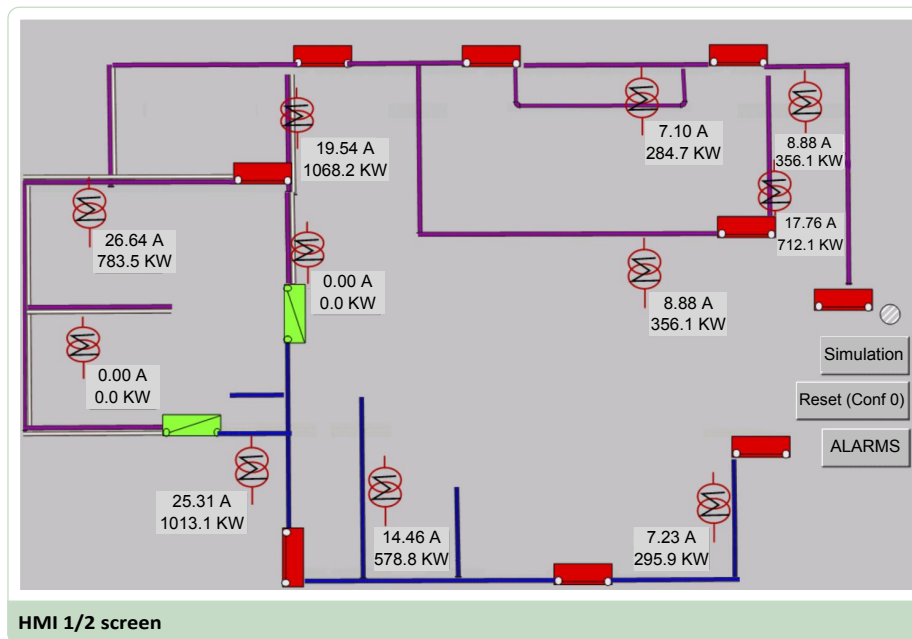 19.54 A
1068.2 KW
7.10 A
284.7 KW
8.88 A
356.1 KW
26.64 A
783.5 KW
17.76 A
712.1 KW
0.00 A
0.0 KW
8.88 A
356.1 KW
Simulation
0.00 A
0.0 KW
Reset (Conf 0)
ALARMS
25.31 A
1013.1 KW
14.46 A
578.8 KW
7.23 A
295.9 KW
HMI 1/2 screen